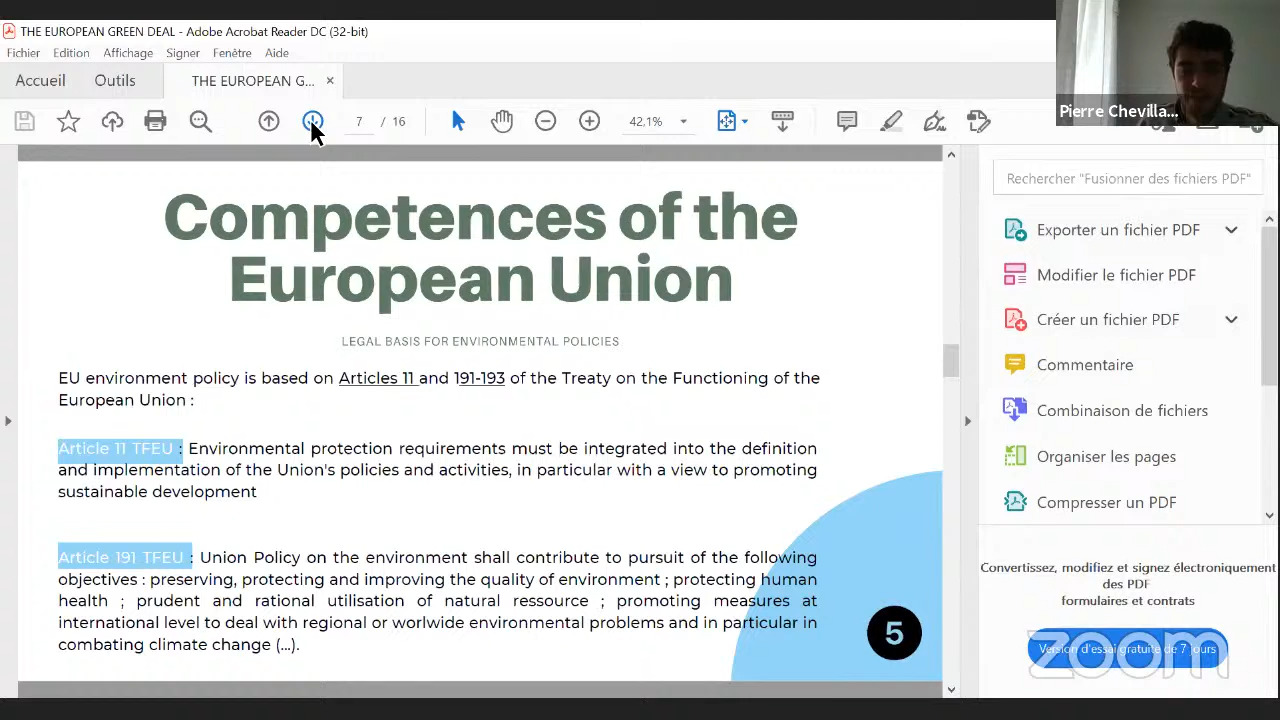 THE EUROPEAN GREEN DEAL - Adobe Acrobat Reader DC (32-bit)
Fichier Edition Affichage Signer Fenêtre Aide
Accueil Outils THE EUROPEAN G... ×
7 / 16 42.1%
Pierre Chevilla...
Competences of the
European Union
LEGAL BASIS FOR ENVIRONMENTAL POLICIES
EU environment policy is based on Articles 11 and 191-193 of the Treaty on the Functioning of the
European Union :
Article 11 TFEU : Environmental protection requirements must be integrated into the definition
and implementation of the Union's policies and activities, in particular with a view to promoting
sustainable development
Article 191 TFEU : Union Policy on the environment shall contribute to pursuit of the following
objectives : preserving, protecting and improving the quality of environment ; protecting human
health ; prudent and rational utilisation of natural ressource ; promoting measures at
international level to deal with regional or worlwide environmental problems and in particular in
combating climate change (...).
5
Rechercher "Fusionner des fichiers PDF"
Exporter un fichier PDF
Modifier le fichier PDF
Créer un fichier PDF
Commentaire
Combinaison de fichiers
Organiser les pages
Compresser un PDF
Convertissez, modifiez et signez électroniquement
des PDF
formulaires et contrats
Version d'essai gratuite de 7 jours
zoom